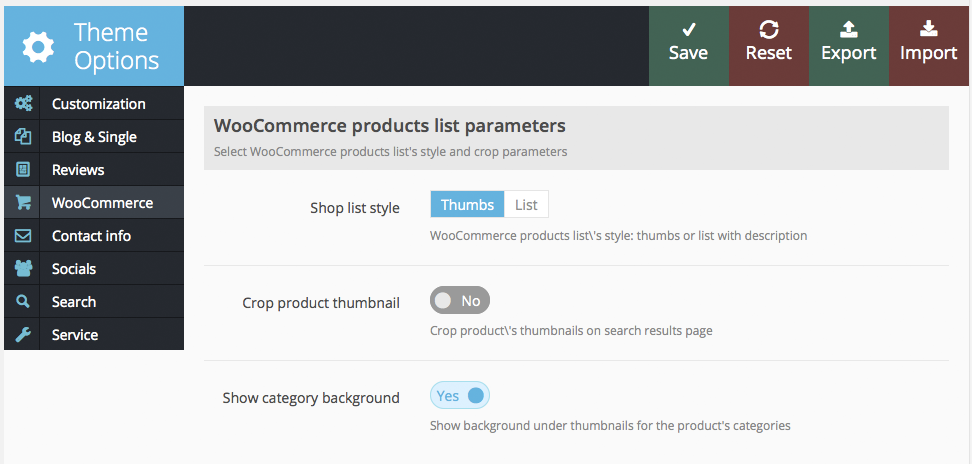 Theme
Options
Save
Reset
Export
Import
Customization
Blog & Single
Reviews
WooCommerce
Contact info
Socials
Search
Service
WooCommerce products list parameters
Select WooCommerce products list's style and crop parameters
Shop list style
Thumbs
List
WooCommerce products list\'s style: thumbs or list with description
Crop product thumbnail
No
Crop product\'s thumbnails on search results page
Show category background
Yes
Show background under thumbnails for the product's categories